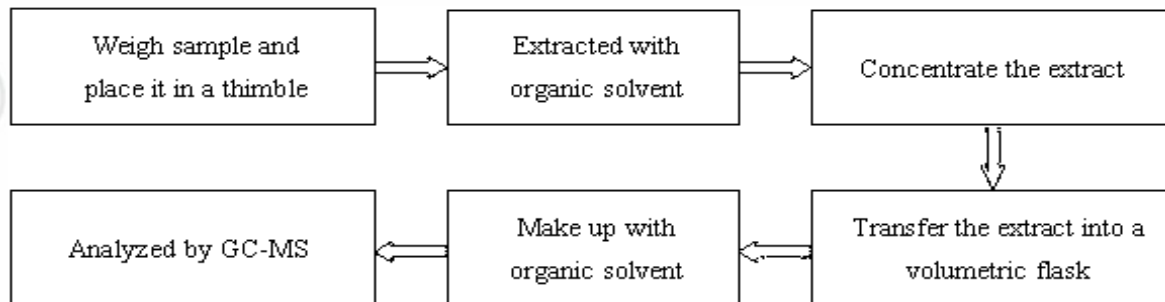 Weigh sample and
place it in a thimble
Extracted with
organic solvent
Concentrate the extract
Transfer the extract into a
volumetric flask
Make up with
organic solvent
Analyzed by GC-MS